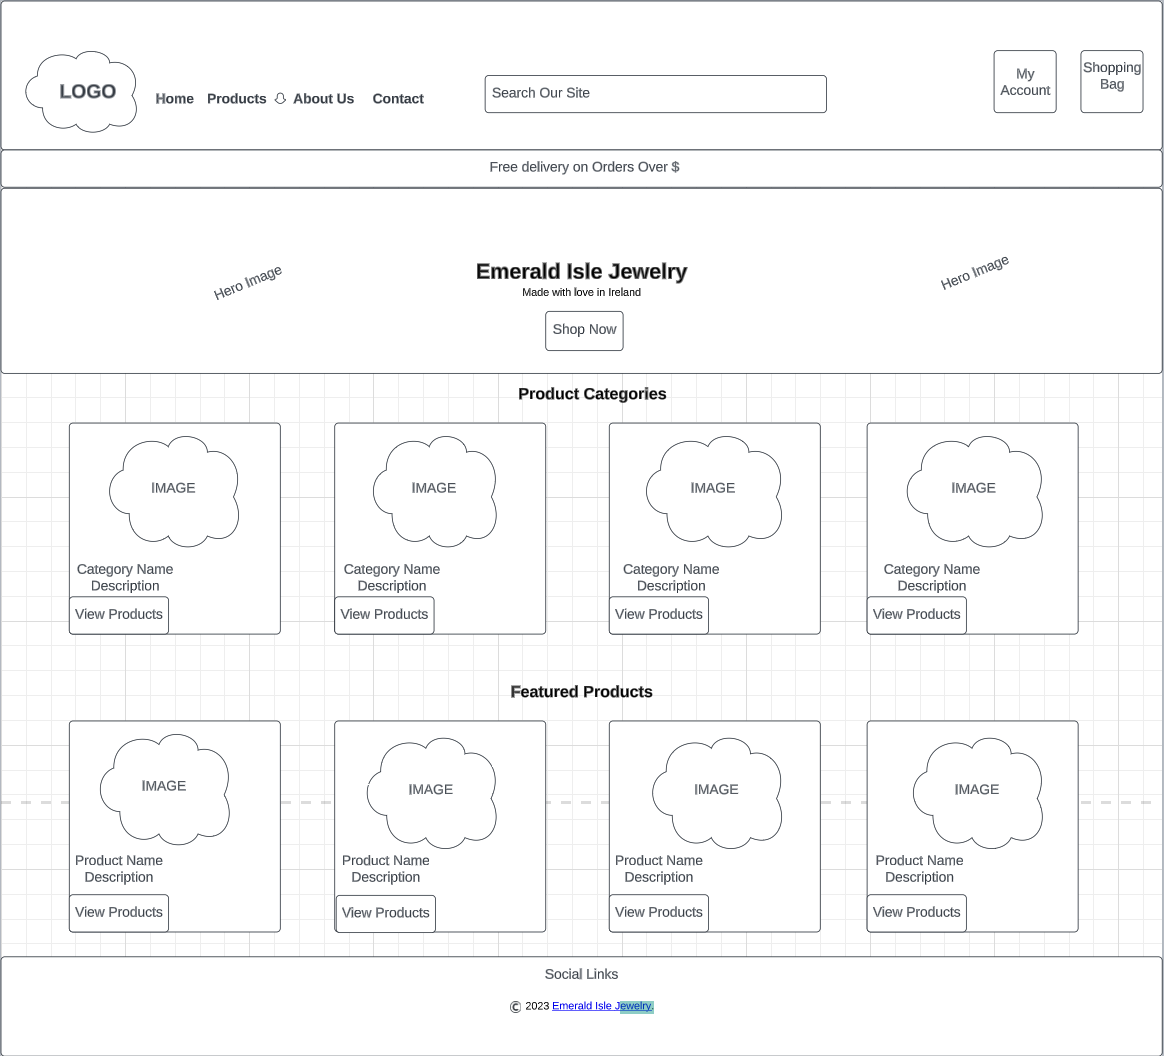 LOGO
Home Products About Us Contact
Search Our Site
My
Account
Shopping
Bag
Free delivery on Orders Over $
Hero Image
Emerald Isle Jewelry
Made with love in Ireland
Shop Now
Hero Image
Product Categories
IMAGE
Category Name
Description
View Products
IMAGE
Category Name
Description
View Products
IMAGE
Category Name
Description
View Products
IMAGE
Category Name
Description
View Products
Featured Products
IMAGE
Product Name
Description
View Products
IMAGE
Product Name
Description
View Products
IMAGE
Product Name
Description
View Products
IMAGE
Product Name
Description
View Products
Social Links
© 2023 Emerald Isle Jewelry.